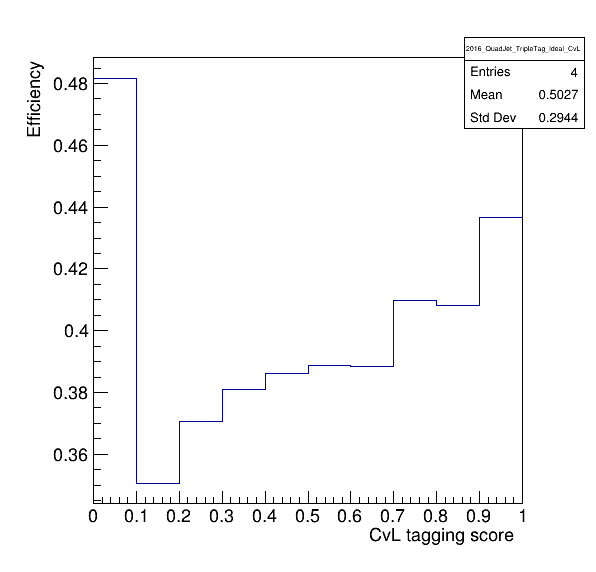 2016_QuadJet_TripleTag_Ideal_CvL
Entries 4
Mean 0.5027
Std Dev 0.2944
Efficiency
0.48
0.46
0.44
0.42
0.4
0.38
0.36
0 0.1 0.2 0.3 0.4 0.5 0.6 0.7 0.8 0.9 1
CvL tagging score